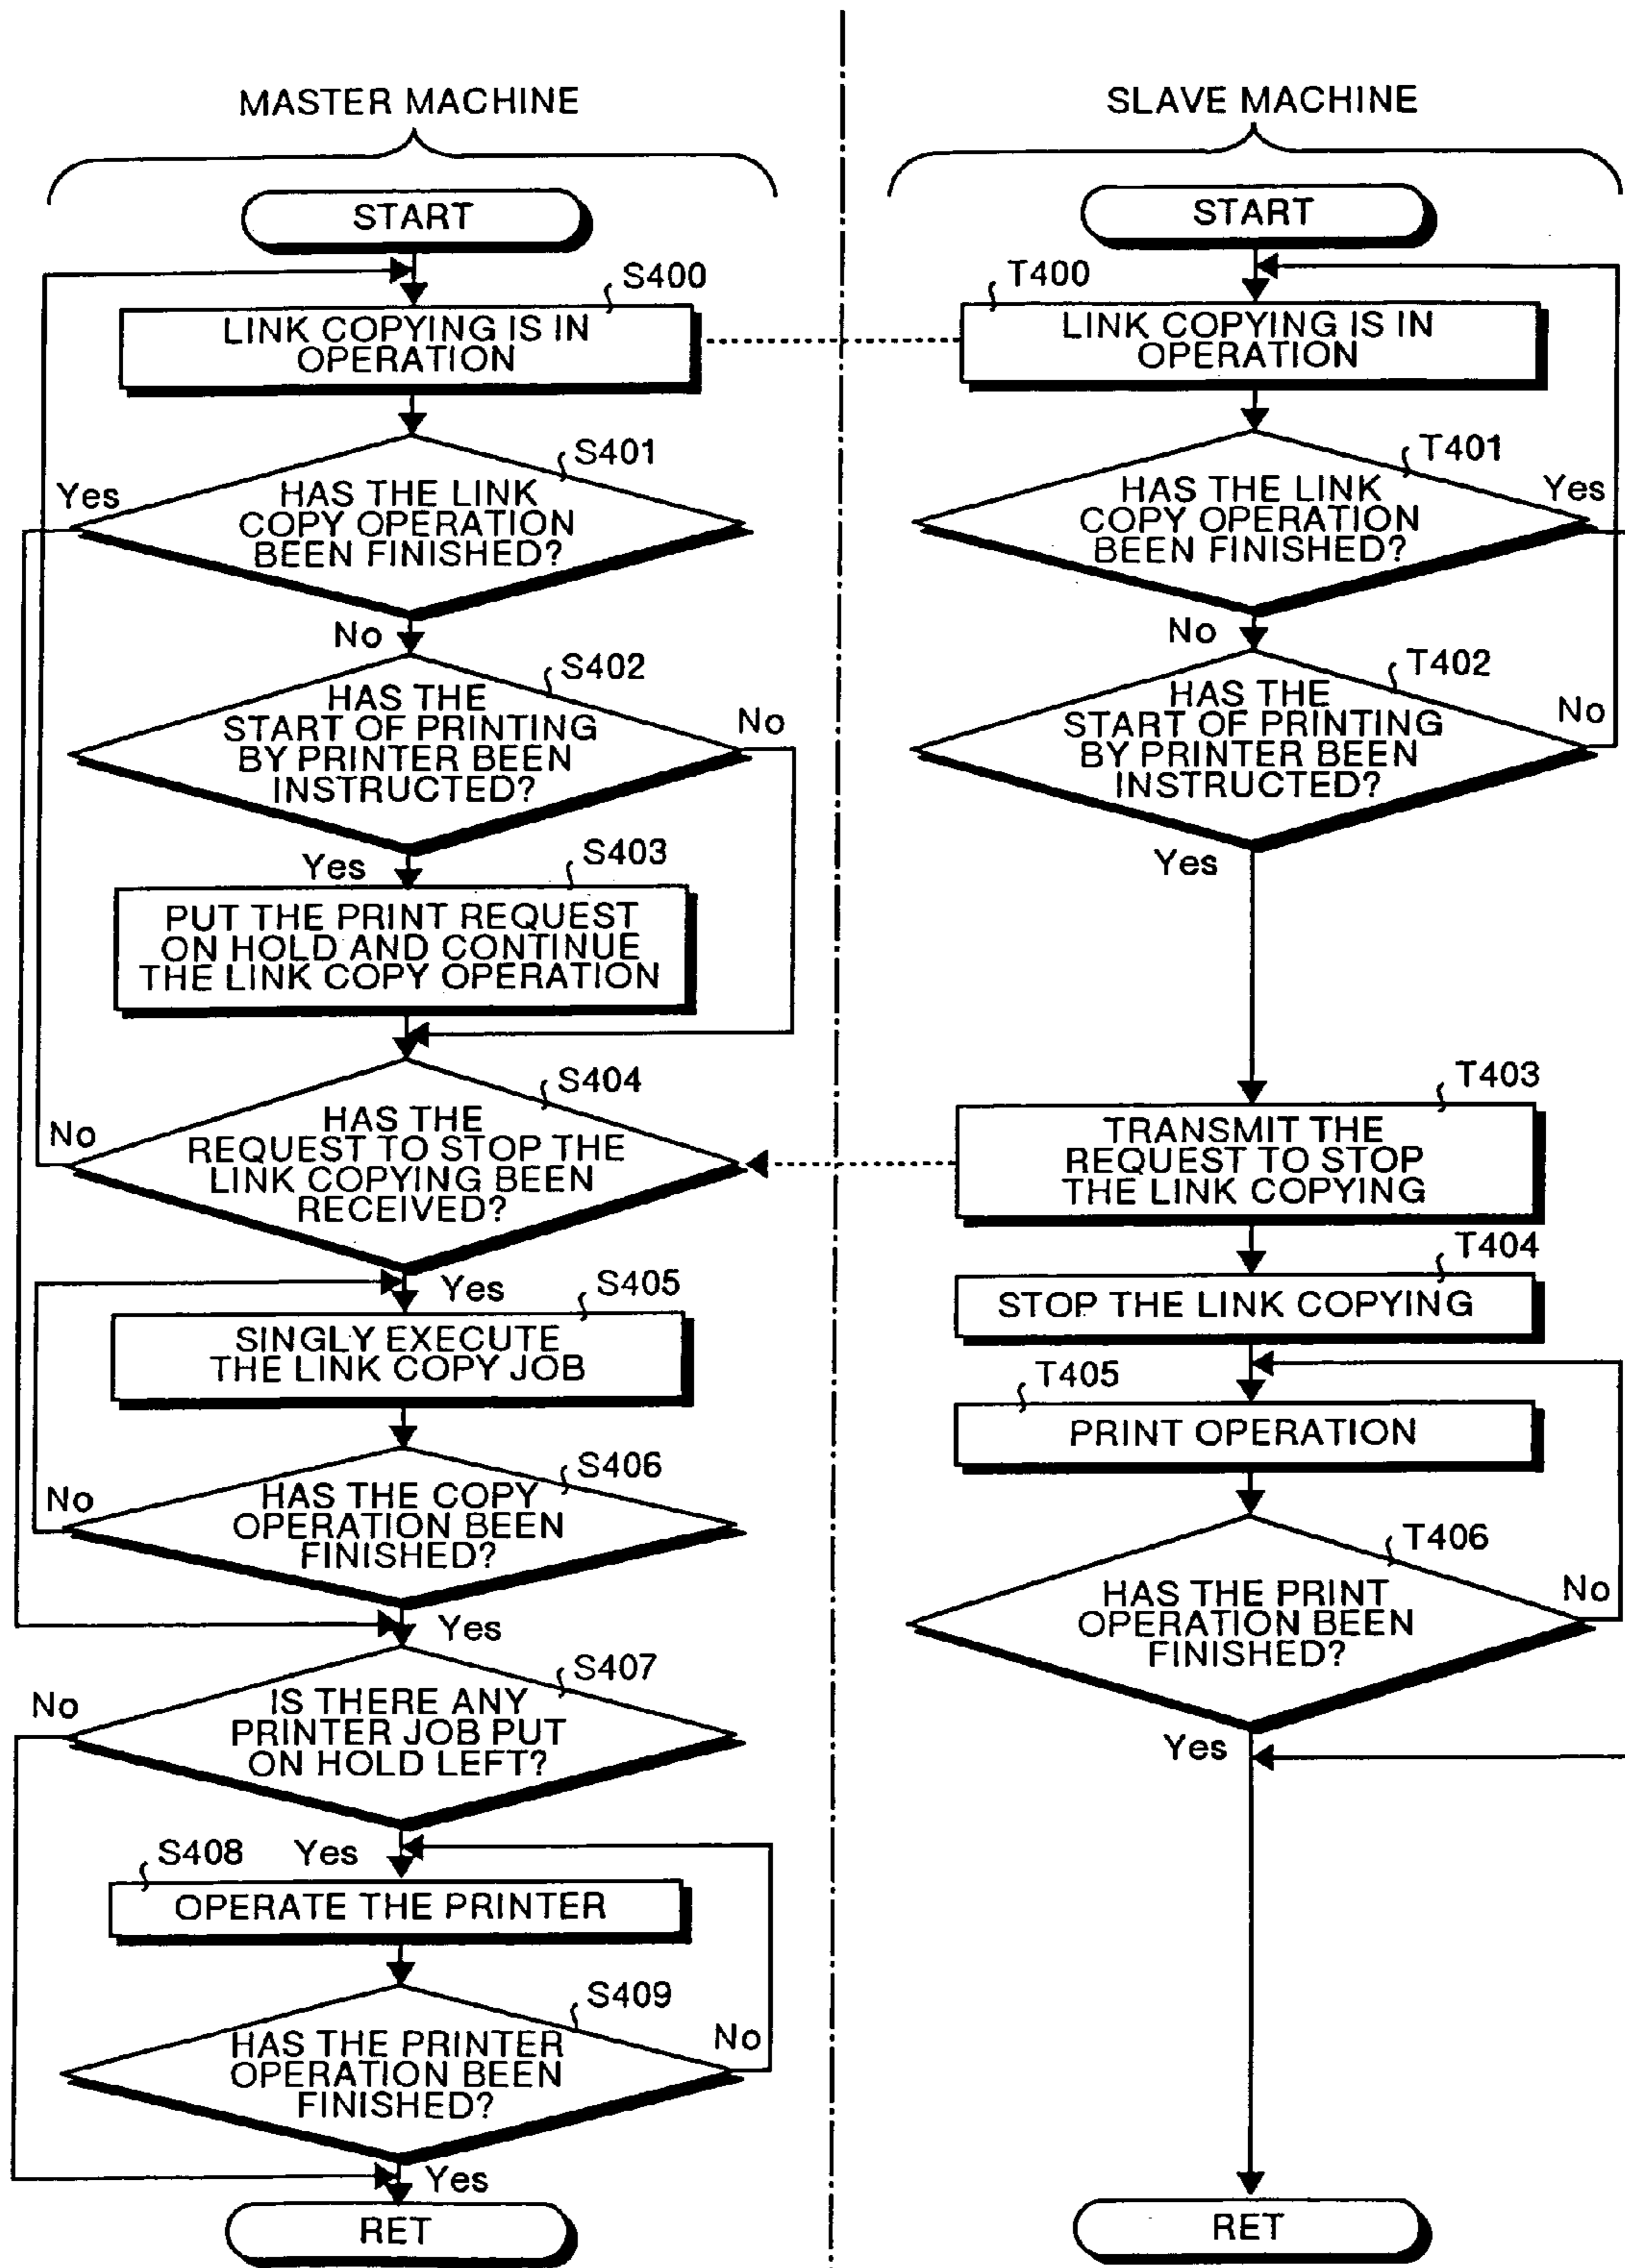 MASTER MACHINE
START
S400
LINK COPYING IS IN
OPERATION
S401
Yes
HAS THE LINK
COPY OPERATION
BEEN FINISHED?
No
S402
HAS THE
START OF PRINTING
BY PRINTER BEEN
INSTRUCTED?
No
Yes
S403
PUT THE PRINT REQUEST
ON HOLD AND CONTINUE
THE LINK COPY OPERATION
S404
No
HAS THE
REQUEST TO STOP THE
LINK COPYING BEEN
RECEIVED?
Yes
S405
SINGLY EXECUTE
THE LINK COPY JOB
S406
No
HAS THE COPY
OPERATION BEEN
FINISHED?
Yes
S407
No
IS THERE ANY
PRINTER JOB PUT
ON HOLD LEFT?
S408
Yes
OPERATE THE PRINTER
S409
No
HAS THE PRINTER
OPERATION BEEN
FINISHED?
Yes
RET
SLAVE MACHINE
START
T400
LINK COPYING IS IN
OPERATION
T401
Yes
HAS THE LINK
COPY OPERATION
BEEN FINISHED?
No
T402
HAS THE
START OF PRINTING
BY PRINTER BEEN
INSTRUCTED?
No
Yes
T403
TRANSMIT THE
REQUEST TO STOP
THE LINK COPYING
T404
STOP THE LINK COPYING
T405
PRINT OPERATION
T406
HAS THE PRINT
OPERATION BEEN
FINISHED?
No
Yes
RET